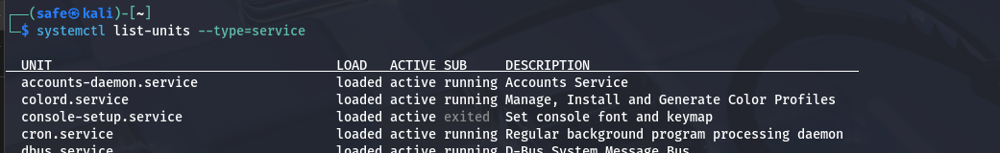 (safe㉿kali)-[~]
$ systemctl list-units --type=service
UNIT LOAD ACTIVE SUB DESCRIPTION
accounts-daemon.service loaded active running Accounts Service
colord.service loaded active running Manage, Install and Generate Color Profiles
console-setup.service loaded active exited Set console font and keymap
cron.service loaded active running Regular background program processing daemon
dbus.service loaded active running D-Bus System Message Bus